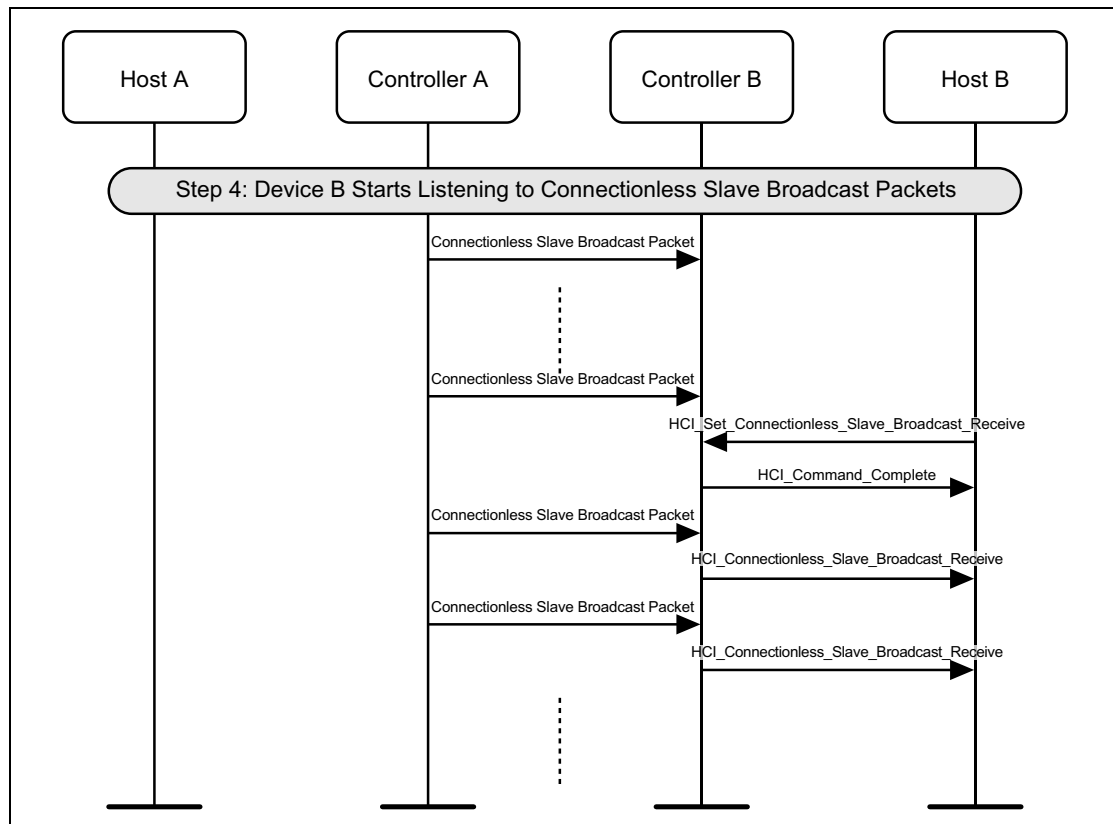 Host A
Controller A
Controller B
Host B
Step 4: Device B Starts Listening to Connectionless Slave Broadcast Packets
Connectionless Slave Broadcast Packet
Connectionless Slave Broadcast Packet
HCI_Set_Connectionless_Slave_Broadcast_Receive
HCI_Command_Complete
Connectionless Slave Broadcast Packet
HCI_Connectionless_Slave_Broadcast_Receive
Connectionless Slave Broadcast Packet
HCI_Connectionless_Slave_Broadcast_Receive